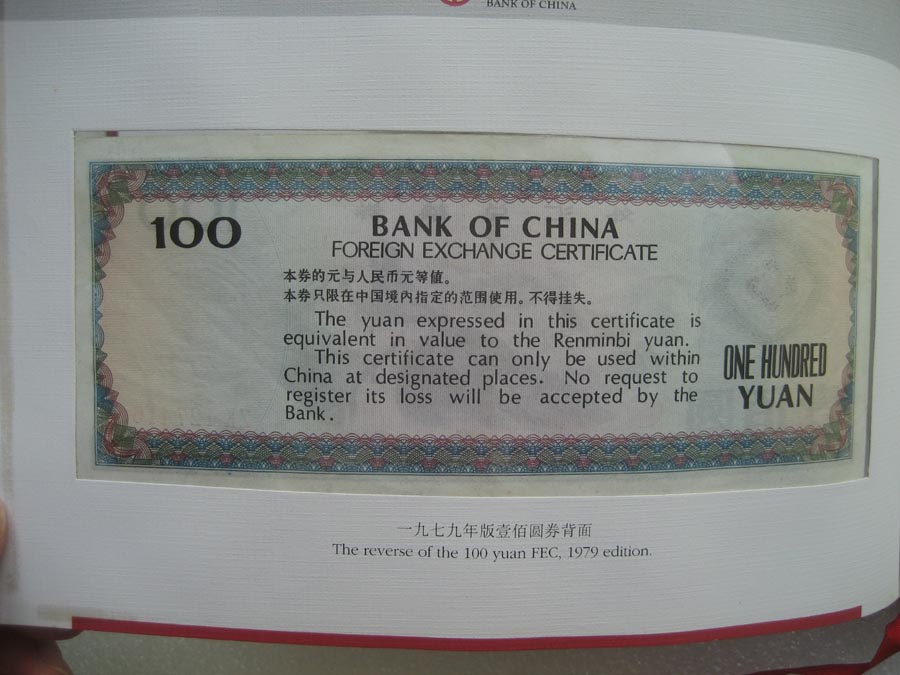 BANK OF CHINA
100
BANK OF CHINA
FOREIGN EXCHANGE CERTIFICATE
本券的元与人民币元等值。
本券只限在中国境内指定的范围使用。不得挂失。
The yuan expressed in this certificate is
equivalent in value to the Renminbi yuan.
This certificate can only be used within
China at designated places. No request to
register its loss will be accepted by the
Bank.
ONE HUNDRED
YUAN
一九七九年版壹佰圆券背面
The reverse of the 100 yuan FEC, 1979 edition.